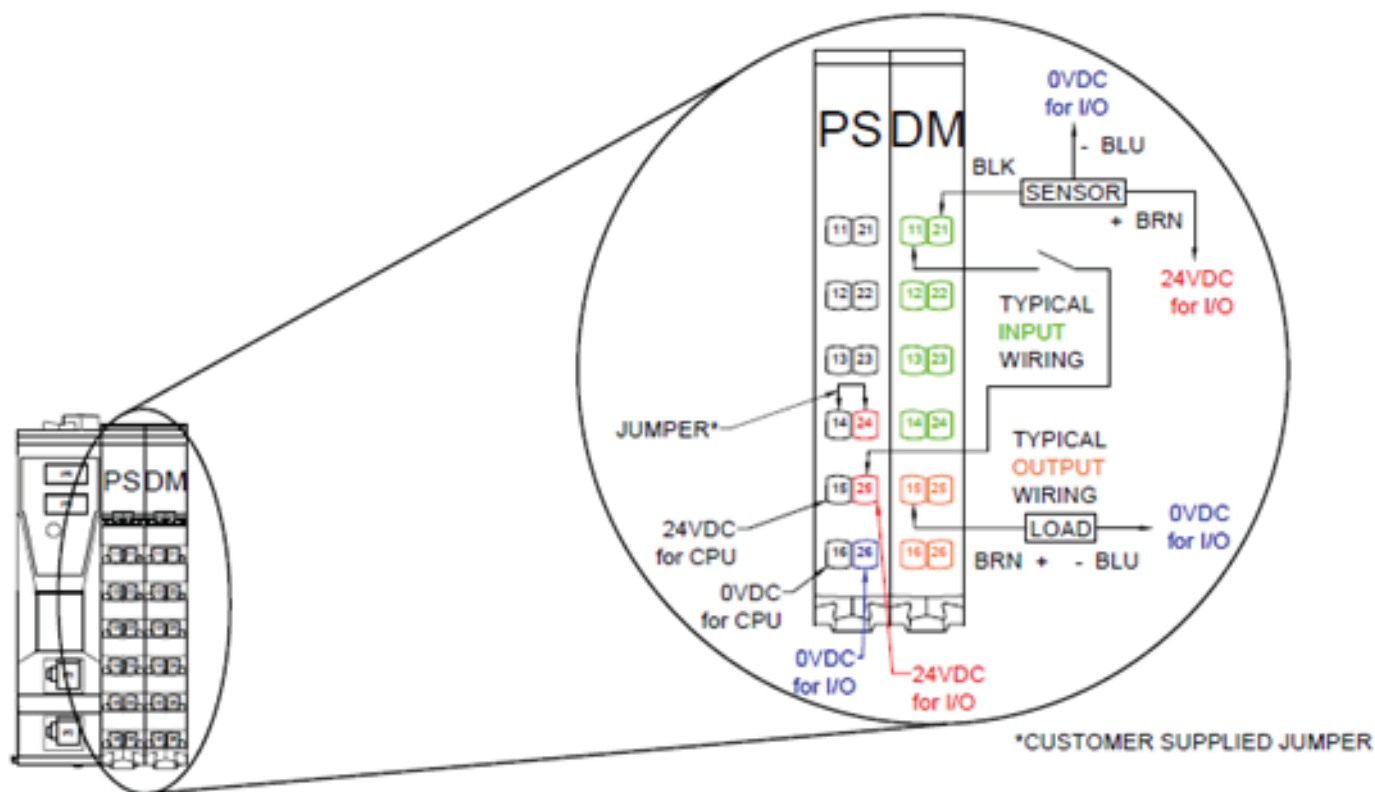 PS DM
0VDC
for I/O
- BLU
BLK
SENSOR
+ BRN
24VDC
for I/O
11 21 11 21
12 22 12 22
TYPICAL
INPUT
WIRING
13 23 13 23
JUMPER*
14 24 14 24
TYPICAL
OUTPUT
WIRING
15 25 15 25
24VDC
for CPU
LOAD
0VDC
for I/O
16 26 16 26
BRN + - BLU
0VDC
for CPU
0VDC
for I/O
24VDC
for I/O
PS DM
*CUSTOMER SUPPLIED JUMPER